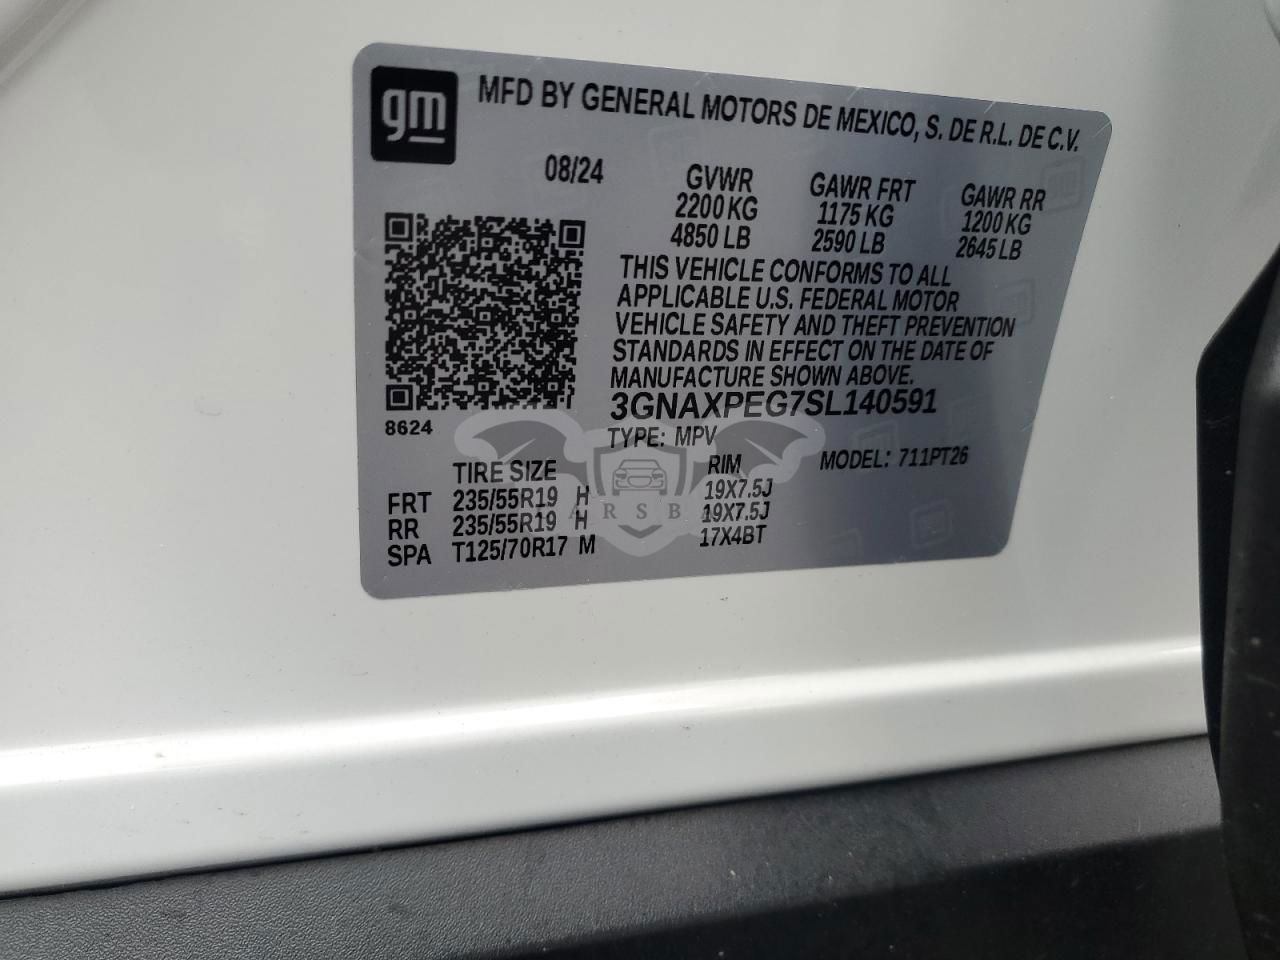 gm
MFD BY GENERAL MOTORS DE MEXICO, S. DE R.L. DE C.V.
08/24 GVWR GAWR FRT GAWR RR
2200 KG 1175 KG 1200 KG
4850 LB 2590 LB 2645 LB
THIS VEHICLE CONFORMS TO ALL
APPLICABLE U.S. FEDERAL MOTOR
VEHICLE SAFETY AND THEFT PREVENTION
STANDARDS IN EFFECT ON THE DATE OF
MANUFACTURE SHOWN ABOVE.
8624 3GNAXPEG7SL140591
TYPE: MPV MODEL: 711PT26
TIRE SIZE RIM
FRT 235/55R19 H 19X7.5J
RR 235/55R19 H 19X7.5J
SPA T125/70R17 M 17X4BT